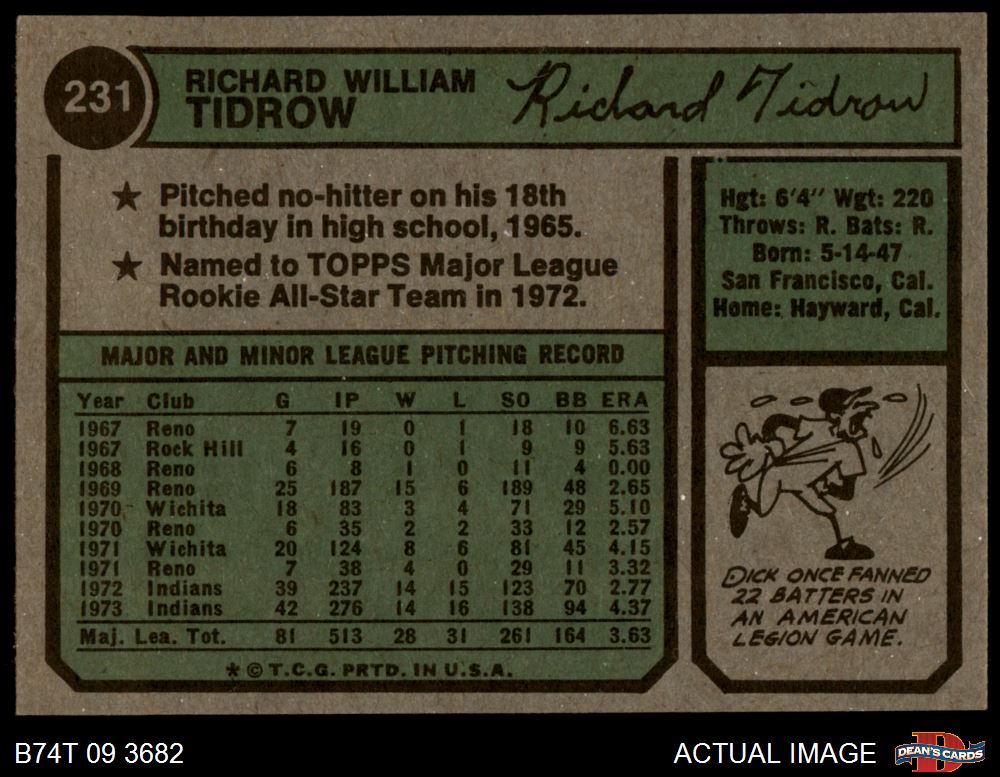 231
RICHARD WILLIAM
TIDROW
Richard Tidrow
★ Pitched no-hitter on his 18th
birthday in high school, 1965.
★ Named to TOPPS Major League
Rookie All-Star Team in 1972.
Hgt: 6'4" Wgt: 220
Throws: R. Bats: R.
Born: 5-14-47
San Francisco, Cal.
Home: Hayward, Cal.
MAJOR AND MINOR LEAGUE PITCHING RECORD
Year Club G IP W L SO BB ERA
1967 Reno 7 19 0 1 18 10 6.63
1967 Rock Hill 4 16 0 1 9 9 5.63
1968 Reno 6 8 1 0 11 4 0.00
1969 Reno 25 187 15 6 189 48 2.65
1970 Wichita 18 83 3 4 71 29 5.10
1970 Reno 6 35 2 2 33 12 2.57
1971 Wichita 20 124 8 6 81 45 4.15
1971 Reno 7 38 4 0 29 11 3.32
1972 Indians 39 237 14 15 123 70 2.77
1973 Indians 42 276 14 16 138 94 4.37
Maj. Lea. Tot. 81 513 28 31 261 164 3.63
★ © T.C.G. PRTD. IN U.S.A.
DICK ONCE FANNED
22 BATTERS IN
AN AMERICAN
LEGION GAME.
B74T 09 3682
ACTUAL IMAGE
DEAN'S CARDS